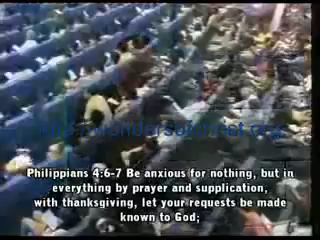 Philippians 4:6-7 Be anxious for nothing, but in
everything by prayer and supplication,
with thanksgiving, let your requests be made
known to God;